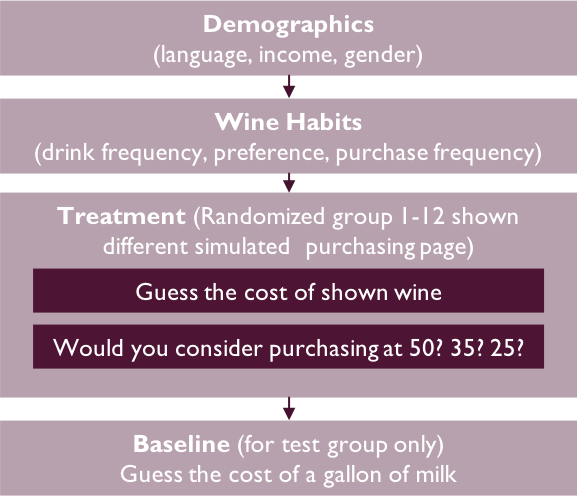 Demographics
(language, income, gender)
Wine Habits
(drink frequency, preference, purchase frequency)
Treatment (Randomized group 1-12 shown
different simulated purchasing page)
Guess the cost of shown wine
Would you consider purchasing at 50? 35? 25?
Baseline (for test group only)
Guess the cost of a gallon of milk